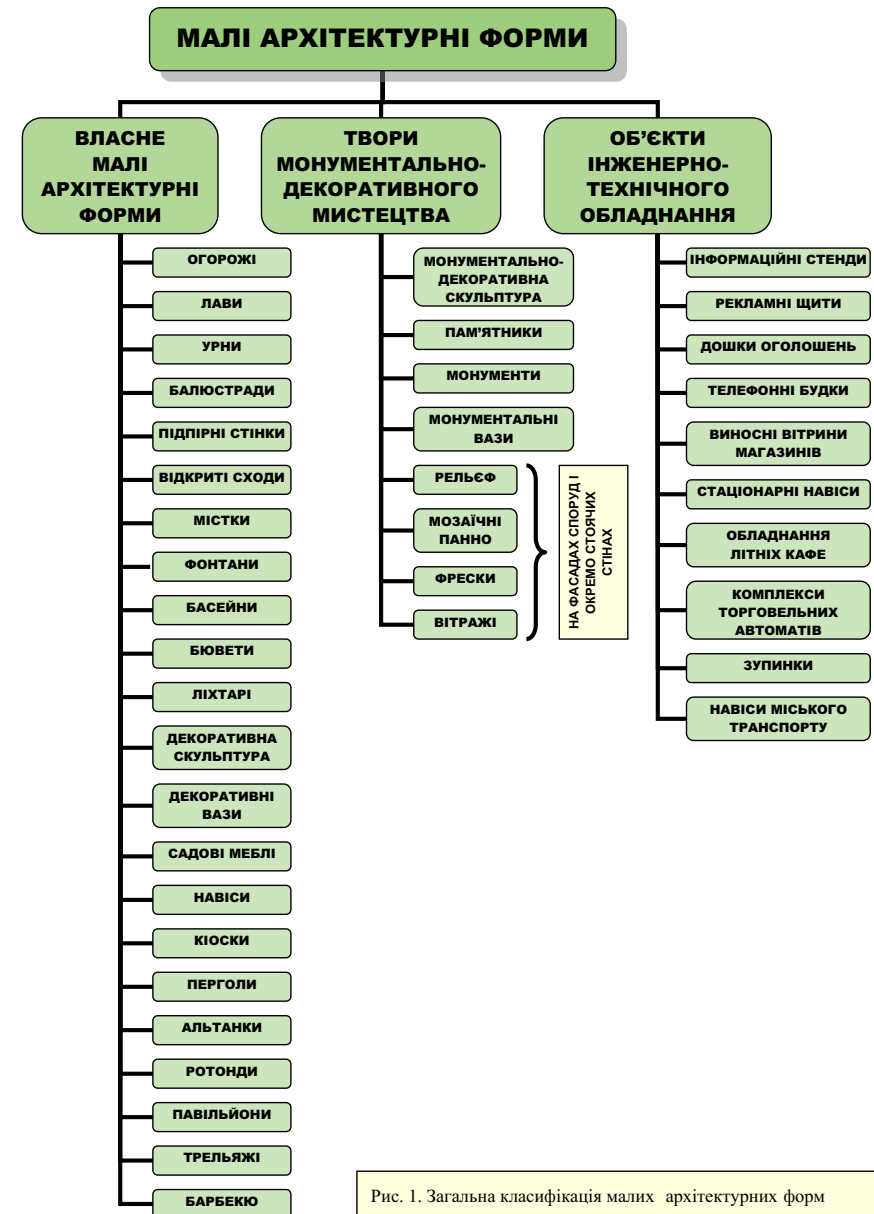 МАЛІ АРХІТЕКТУРНІ ФОРМИ
ВЛАСНЕ
МАЛІ
АРХІТЕКТУРНІ
ФОРМИ
ОГОРОЖІ
ЛАВИ
УРНИ
БАЛЮСТРАДИ
ПІДПІРНІ СТІНКИ
ВІДКРИТІ СХОДИ
МІСТКИ
ФОНТАНИ
БАСЕЙНИ
БЮВЕТИ
ЛІХТАРІ
ДЕКОРАТИВНА
СКУЛЬПТУРА
ДЕКОРАТИВНІ
ВАЗИ
САДОВІ МЕБЛІ
НАВІСИ
КІОСКИ
ПЕРГОЛИ
АЛЬТАНКИ
РОТОНДИ
ПАВІЛЬЙОНИ
ТРЕЛЬЯЖІ
БАРБЕКЮ
ТВОРИ
МОНУМЕНТАЛЬНО-
ДЕКОРАТИВНОГО
МИСТЕЦТВА
МОНУМЕНТАЛЬНО-
ДЕКОРАТИВНА
СКУЛЬПТУРА
ПАМ'ЯТНИКИ
МОНУМЕНТИ
МОНУМЕНТАЛЬНІ
ВАЗИ
РЕЛЬЄФ
МОЗАЇЧНІ
ПАННО
ФРЕСКИ
ВІТРАЖІ
НА ФАСАДАХ СПОРУД І
ОКРЕМО СТОЯЧИХ
СТІНАХ
ОБ'ЄКТИ
ІНЖЕНЕРНО-
ТЕХНІЧНОГО
ОБЛАДНАННЯ
ІНФОРМАЦІЙНІ СТЕНДИ
РЕКЛАМНІ ЩИТИ
ДОШКИ ОГОЛОШЕНЬ
ТЕЛЕФОННІ БУДКИ
ВИНОСНІ ВІТРИНИ
МАГАЗИНІВ
СТАЦІОНАРНІ НАВІСИ
ОБЛАДНАННЯ
ЛІТНІХ КАФЕ
КОМПЛЕКСИ
ТОРГОВЕЛЬНИХ
АВТОМАТІВ
ЗУПИНКИ
НАВІСИ МІСЬКОГО
ТРАНСПОРТУ
Рис. 1. Загальна класифікація малих архітектурних форм